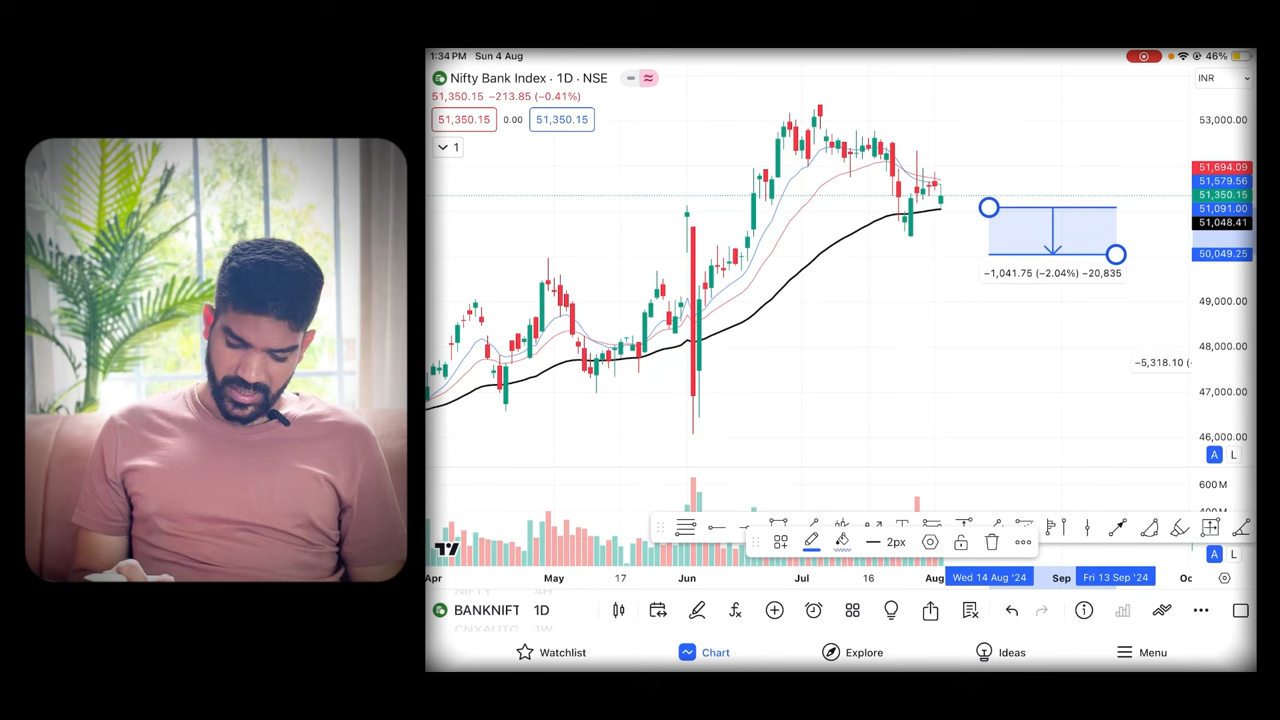 1:34 PM Sun 4 Aug
46%
Nifty Bank Index · 1D · NSE
INR
51,350.15 −213.85 (−0.41%)
51,350.15 0.00 51,350.15
1
53,000.00
51,694.09
51,579.56
51,350.15
51,091.00
51,048.41
50,049.25
−1,041.75 (−2.04%) −20,835
49,000.00
48,000.00
−5,318.10 (-
47,000.00
46,000.00
A L
600M
2px
A L
Apr May 17 Jun Jul 16 Aug Wed 14 Aug '24 Sep Fri 13 Sep '24 Oc
NIFTY 4H
BANKNIFT 1D
CNXAUTO 1W
Watchlist Chart Explore Ideas Menu